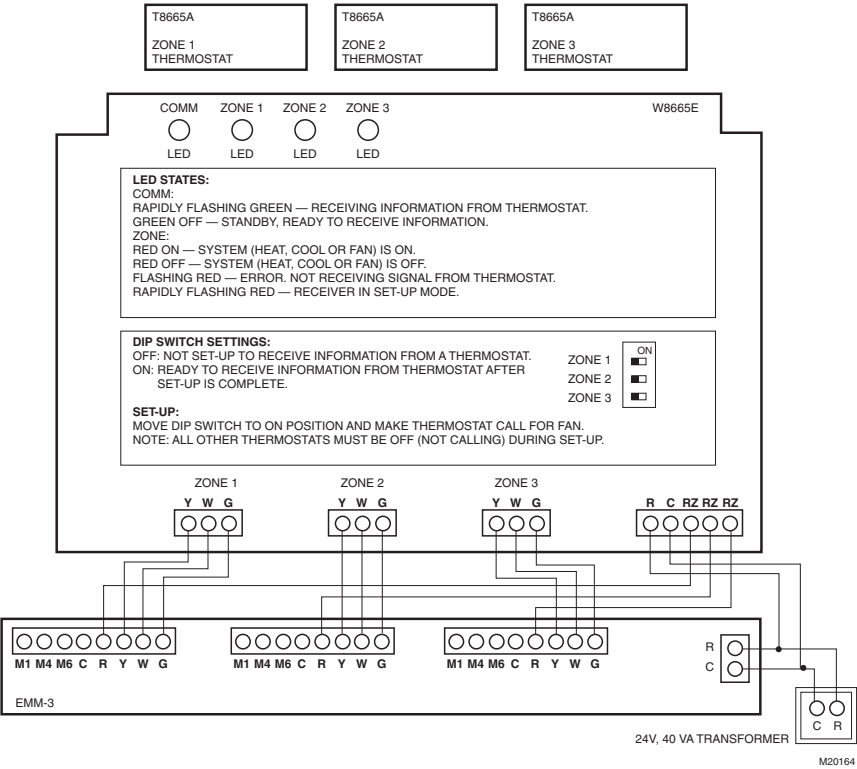 T8665A
ZONE 1
THERMOSTAT
T8665A
ZONE 2
THERMOSTAT
T8665A
ZONE 3
THERMOSTAT
COMM ZONE 1 ZONE 2 ZONE 3 W8665E
LED LED LED LED
LED STATES:
COMM:
RAPIDLY FLASHING GREEN — RECEIVING INFORMATION FROM THERMOSTAT.
GREEN OFF — STANDBY, READY TO RECEIVE INFORMATION.
ZONE:
RED ON — SYSTEM (HEAT, COOL OR FAN) IS ON.
RED OFF — SYSTEM (HEAT, COOL OR FAN) IS OFF.
FLASHING RED — ERROR. NOT RECEIVING SIGNAL FROM THERMOSTAT.
RAPIDLY FLASHING RED — RECEIVER IN SET-UP MODE.
DIP SWITCH SETTINGS:
OFF: NOT SET-UP TO RECEIVE INFORMATION FROM A THERMOSTAT.
ON: READY TO RECEIVE INFORMATION FROM THERMOSTAT AFTER
SET-UP IS COMPLETE.
ON
ZONE 1
ZONE 2
ZONE 3
SET-UP:
MOVE DIP SWITCH TO ON POSITION AND MAKE THERMOSTAT CALL FOR FAN.
NOTE: ALL OTHER THERMOSTATS MUST BE OFF (NOT CALLING) DURING SET-UP.
ZONE 1 ZONE 2 ZONE 3
Y W G Y W G Y W G R C RZ RZ RZ
M1 M4 M6 C R Y W G M1 M4 M6 C R Y W G M1 M4 M6 C R Y W G
R
C
EMM-3
C R
24V, 40 VA TRANSFORMER
M20164